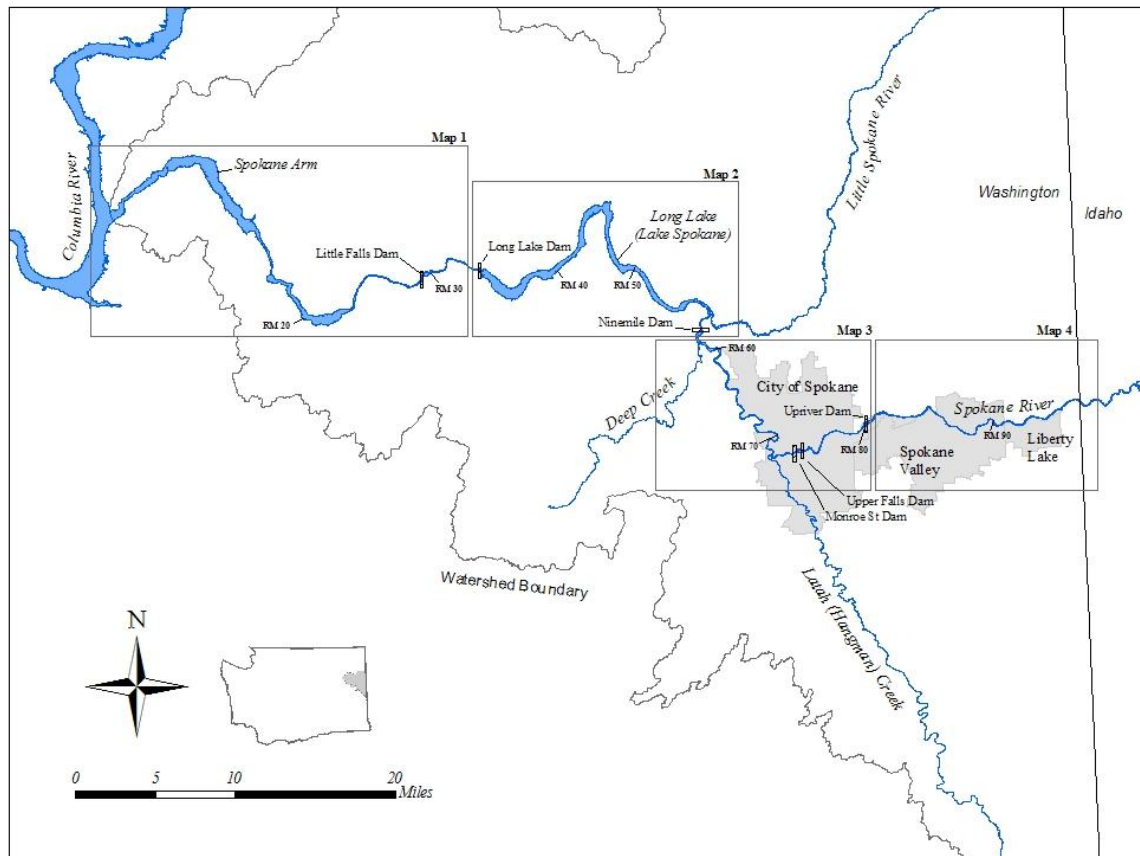 Map 1
Columbia River
Spokane Arm
Little Falls Dam
RM 30
RM 20
Map 2
Long Lake
(Lake Spokane)
Long Lake Dam
RM 40
RM 50
Ninemile Dam
Little Spokane River
Washington
Idaho
Map 3
RM 60
City of Spokane
Upriver Dam
Deep Creek
RM 70
RM 80
Upper Falls Dam
Monroe St Dam
Map 4
Spokane River
RM 90
Liberty
Lake
Spokane
Valley
Watershed Boundary
Latah (Hangman) Creek
N
0 5 10 20
Miles